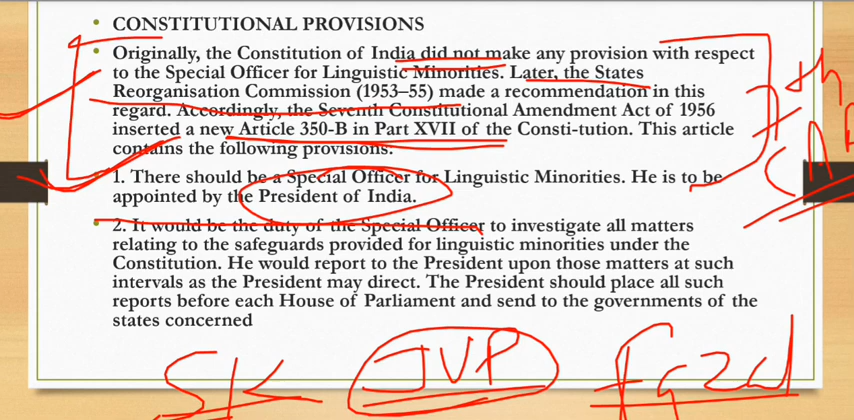 • CONSTITUTIONAL PROVISIONS
• Originally, the Constitution of India did not make any provision with respect
to the Special Officer for Linguistic Minorities. Later, the States
Reorganisation Commission (1953–55) made a recommendation in this
regard. Accordingly, the Seventh Constitutional Amendment Act of 1956
inserted a new Article 350-B in Part XVII of the Consti-tution. This article
contains the following provisions.
1. There should be a Special Officer for Linguistic Minorities. He is to be
appointed by the President of India.
• 2. It would be the duty of the Special Officer to investigate all matters
relating to the safeguards provided for linguistic minorities under the
Constitution. He would report to the President upon those matters at such
intervals as the President may direct. The President should place all such
reports before each House of Parliament and send to the governments of the
states concerned
7th
SK JVP